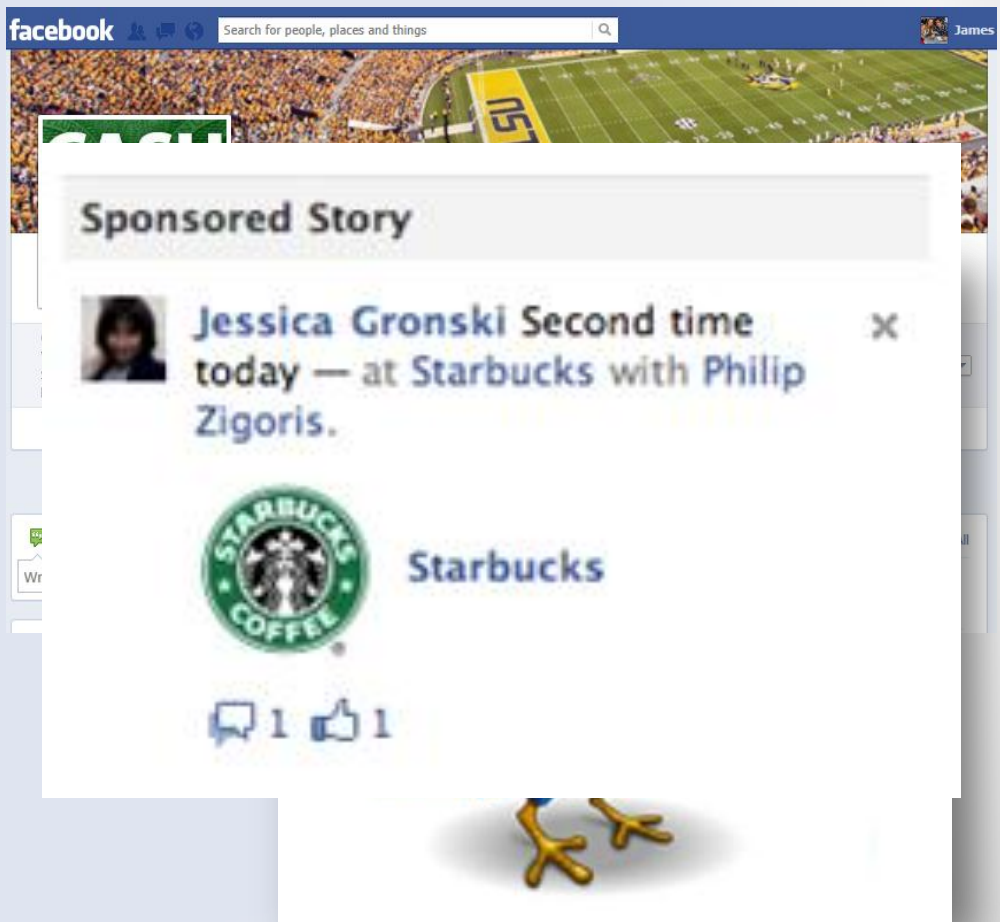 facebook
Search for people, places and things
James
CASH
Sponsored Story
Jessica Gronski Second time
today — at Starbucks with Philip
Zigoris.
STARBUCKS
COFFEE
®
Starbucks
1 1